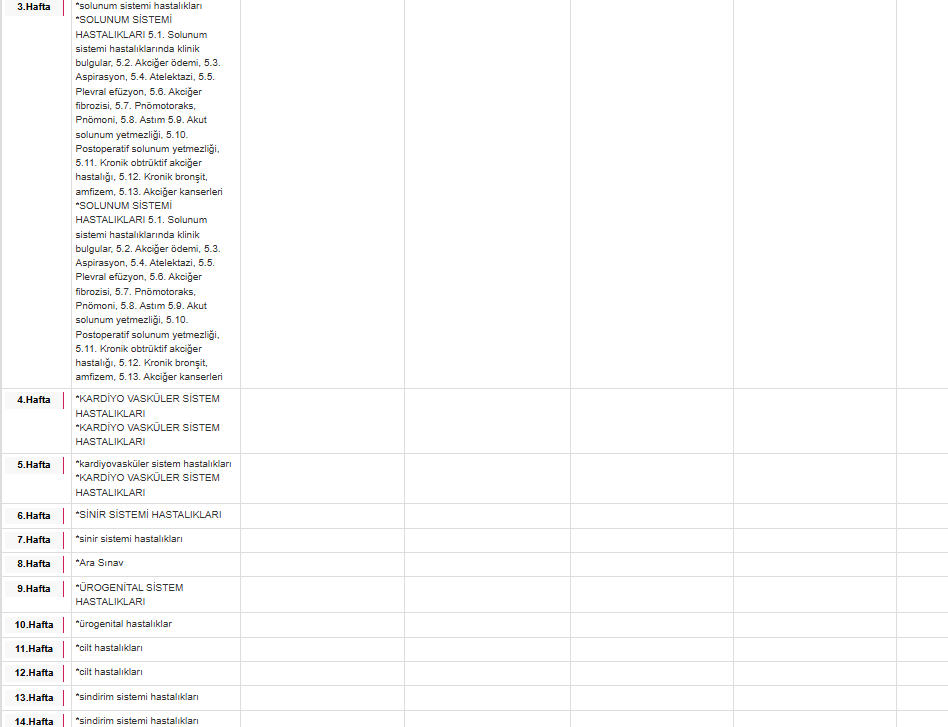 3.Hafta
*solunum sistemi hastalıkları
*SOLUNUM SİSTEMİ
HASTALIKLARI 5.1. Solunum
sistemi hastalıklarında klinik
bulgular, 5.2. Akciğer ödemi, 5.3.
Aspirasyon, 5.4. Atelektazi, 5.5.
Plevral efüzyon, 5.6. Akciğer
fibrozisi, 5.7. Pnömotoraks,
Pnömoni, 5.8. Astım 5.9. Akut
solunum yetmezliği, 5.10.
Postoperatif solunum yetmezliği,
5.11. Kronik obtrüktif akciğer
hastalığı, 5.12. Kronik bronşit,
amfizem, 5.13. Akciğer kanserleri
*SOLUNUM SİSTEMİ
HASTALIKLARI 5.1. Solunum
sistemi hastalıklarında klinik
bulgular, 5.2. Akciğer ödemi, 5.3.
Aspirasyon, 5.4. Atelektazi, 5.5.
Plevral efüzyon, 5.6. Akciğer
fibrozisi, 5.7. Pnömotoraks,
Pnömoni, 5.8. Astım 5.9. Akut
solunum yetmezliği, 5.10.
Postoperatif solunum yetmezliği,
5.11. Kronik obtrüktif akciğer
hastalığı, 5.12. Kronik bronşit,
amfizem, 5.13. Akciğer kanserleri
4.Hafta
*KARDİYO VASKÜLER SİSTEM
HASTALIKLARI
*KARDİYO VASKÜLER SİSTEM
HASTALIKLARI
5.Hafta
*kardiyovasküler sistem hastalıkları
*KARDİYO VASKÜLER SİSTEM
HASTALIKLARI
6.Hafta
*SİNİR SİSTEMİ HASTALIKLARI
7.Hafta
*sinir sistemi hastalıkları
8.Hafta
*Ara Sınav
9.Hafta
*ÜROGENİTAL SİSTEM
HASTALIKLARI
10.Hafta
*ürogenital hastalıklar
11.Hafta
*cilt hastalıkları
12.Hafta
*cilt hastalıkları
13.Hafta
*sindirim sistemi hastalıkları
14.Hafta
*sindirim sistemi hastalıkları